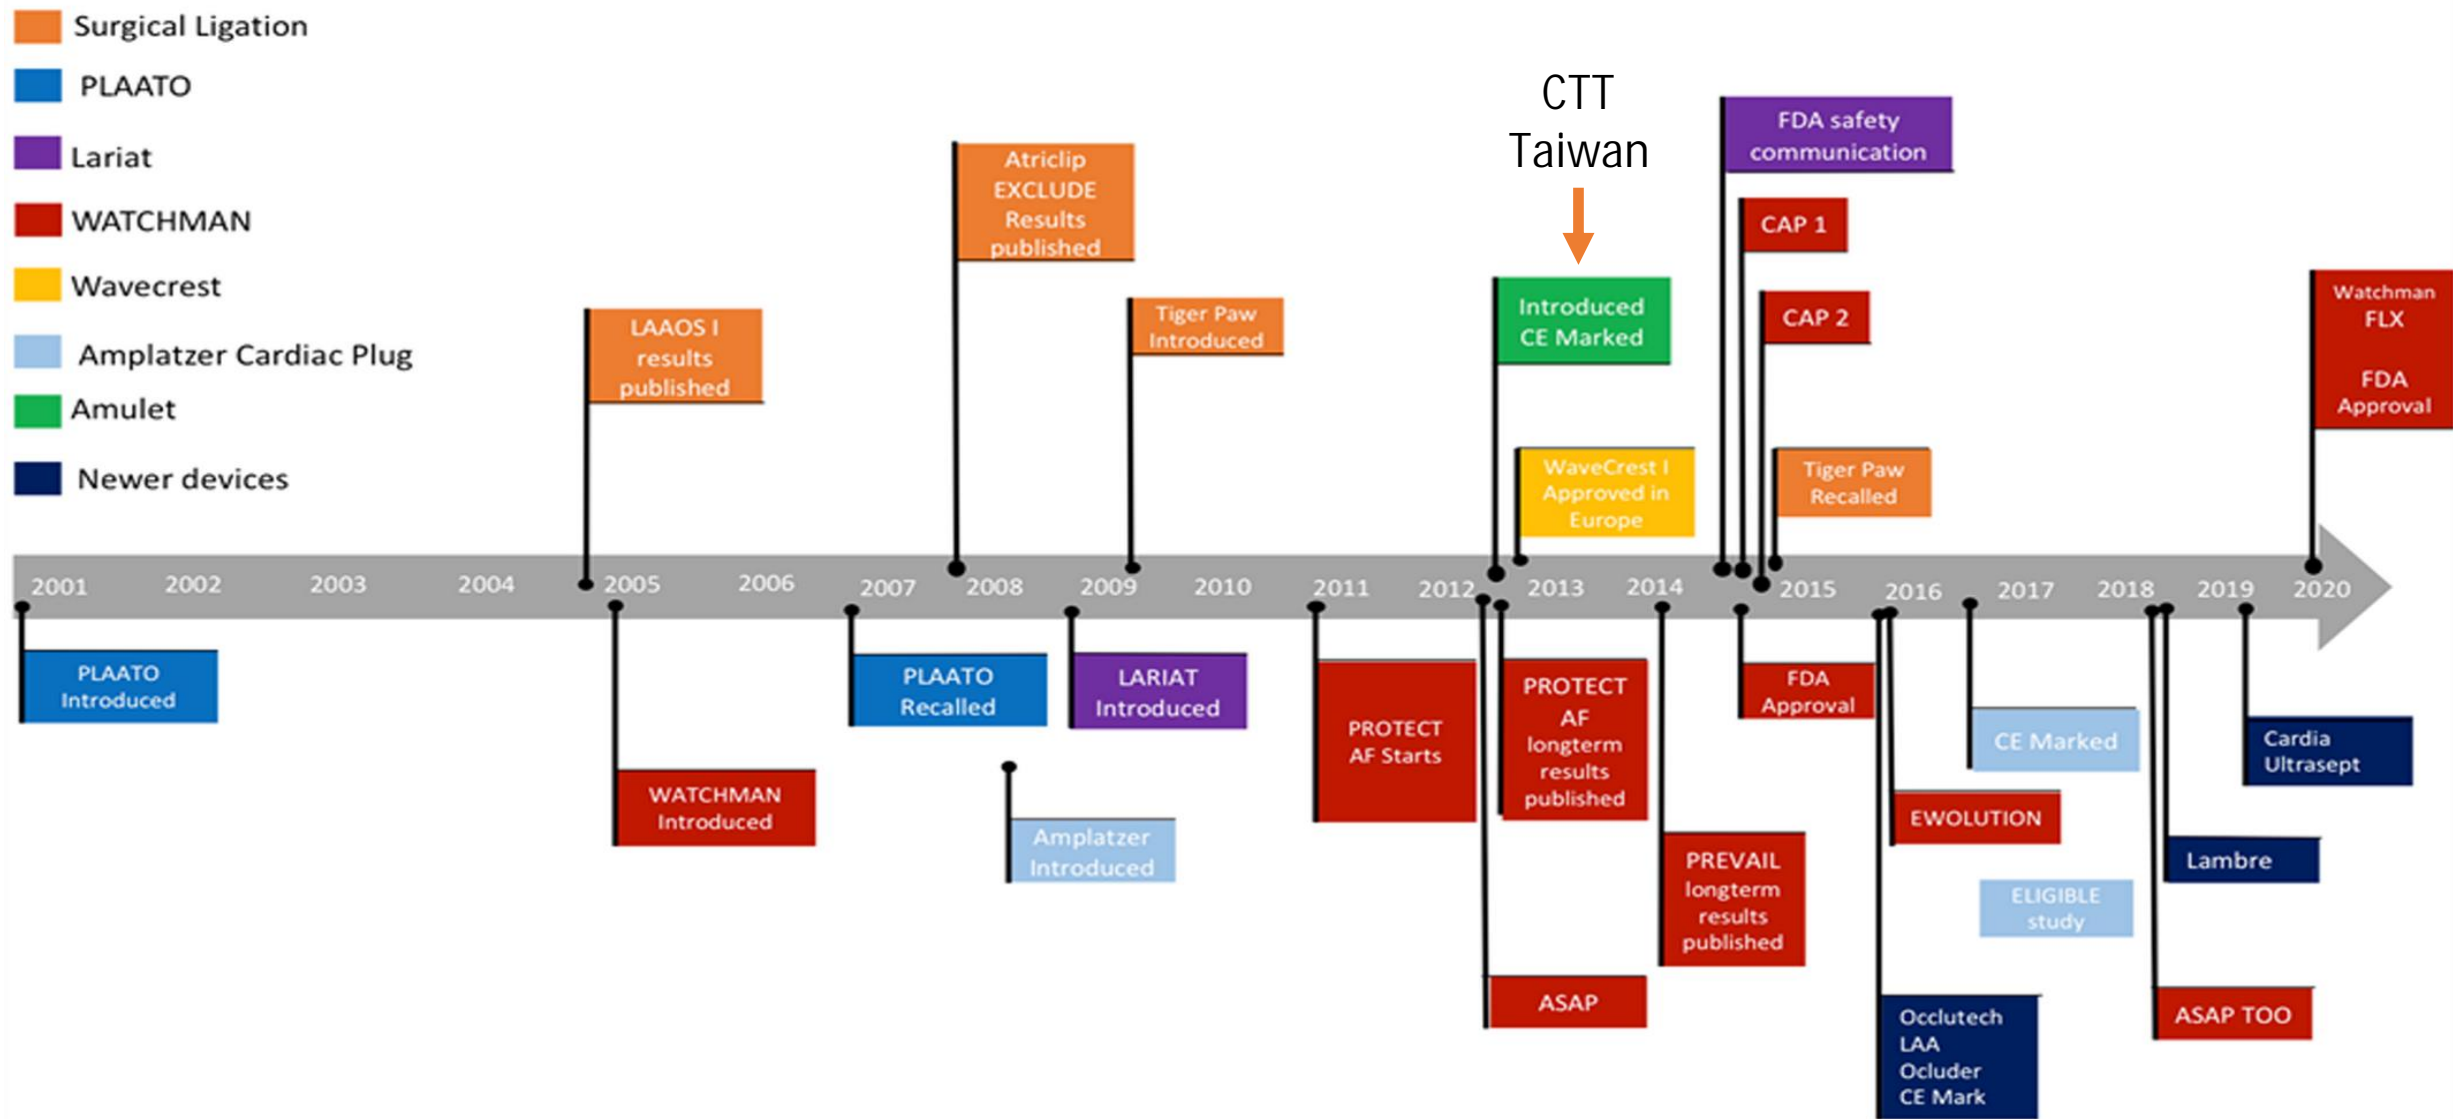 Surgical Ligation
PLAATO
Lariat
WATCHMAN
Wavecrest
Amplatzer Cardiac Plug
Amulet
Newer devices
LAAOS I
results
published
Atriclip
EXCLUDE
Results
published
Tiger Paw
Introduced
CTT
Taiwan
Introduced
CE Marked
WaveCrest I
Approved in
Europe
FDA safety
communication
CAP 1
CAP 2
Tiger Paw
Recalled
Watchman
FLX
FDA
Approval
2001 2002 2003 2004 2005 2006 2007 2008 2009 2010 2011 2012 2013 2014 2015 2016 2017 2018 2019 2020
PLAATO
Introduced
WATCHMAN
Introduced
PLAATO
Recalled
Amplatzer
Introduced
LARIAT
Introduced
PROTECT
AF Starts
ASAP
PROTECT
AF
longterm
results
published
PREVAIL
longterm
results
published
FDA
Approval
Occlutech
LAA
Ocluder
CE Mark
EWOLUTION
CE Marked
ELIGIBLE
study
ASAP TOO
Lambre
Cardia
Ultrasept